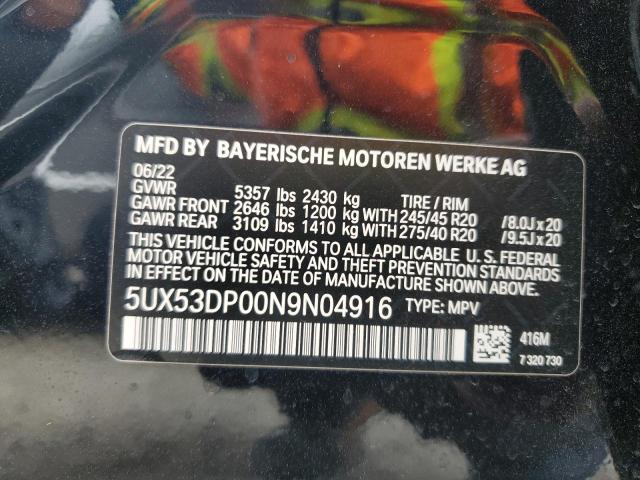 MFD BY BAYERISCHE MOTOREN WERKE AG
06/22
GVWR 5357 lbs 2430 kg TIRE / RIM
GAWR FRONT 2646 lbs 1200 kg WITH 245/45 R20 /8.0J x 20
GAWR REAR 3109 lbs 1410 kg WITH 275/40 R20 /9.5J x 20
THIS VEHICLE CONFORMS TO ALL APPLICABLE U.S. FEDERAL
MOTOR VEHICLE SAFETY AND THEFT PREVENTION STANDARDS
IN EFFECT ON THE DATE OF MANUFACTURE SHOWN ABOVE.
5UX53DP00N9N04916 TYPE: MPV
416M
7 320 730